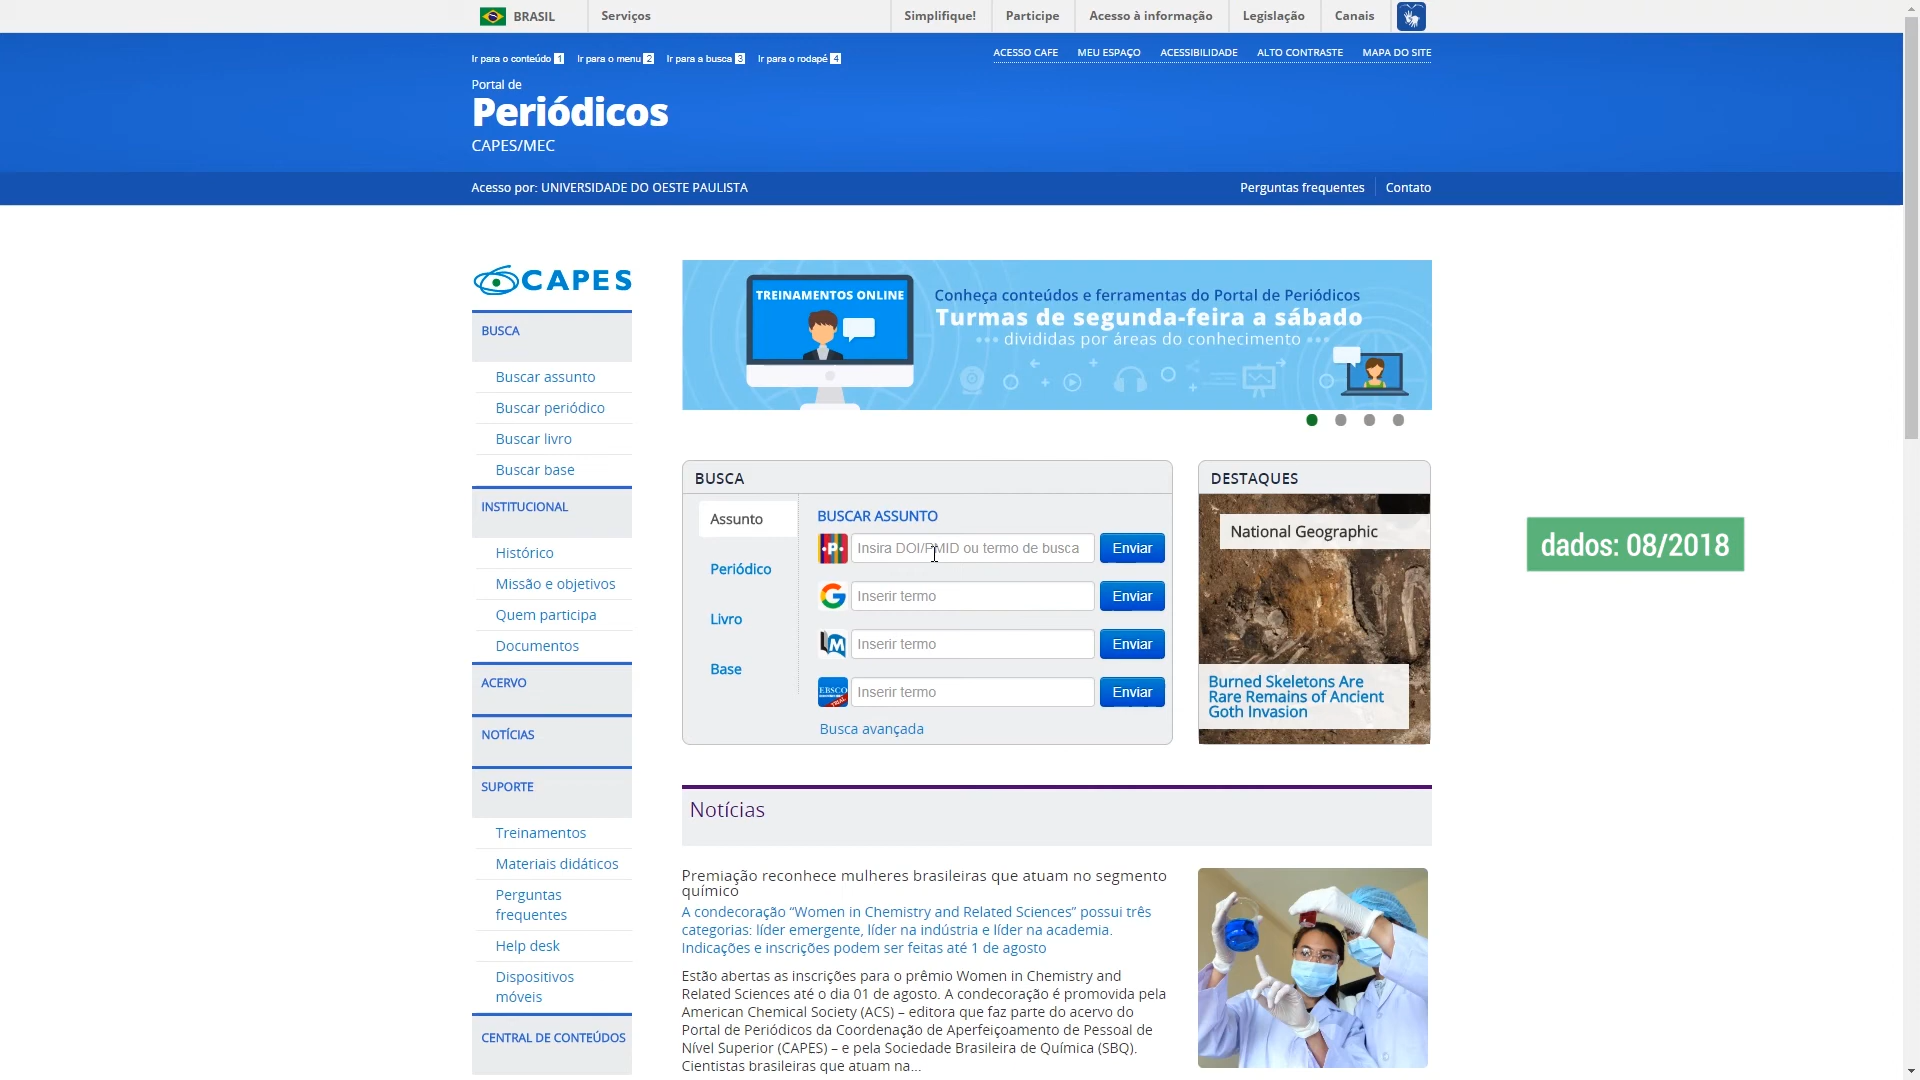 BRASIL
Serviços
Simplifique!
Participe
Acesso à informação
Legislação
Canais
Ir para o conteúdo 1
Ir para o menu 2
Ir para a busca 3
Ir para o rodapé 4
ACESSO CAFE
MEU ESPAÇO
ACESSIBILIDADE
ALTO CONTRASTE
MAPA DO SITE
Portal de
Periódicos
CAPES/MEC
Acesso por: UNIVERSIDADE DO OESTE PAULISTA
Perguntas frequentes
Contato
CAPES
BUSCA
Buscar assunto
Buscar periódico
Buscar livro
Buscar base
INSTITUCIONAL
Histórico
Missão e objetivos
Quem participa
Documentos
ACERVO
NOTÍCIAS
SUPORTE
Treinamentos
Materiais didáticos
Perguntas
frequentes
Help desk
Dispositivos
móveis
CENTRAL DE CONTEÚDOS
TREINAMENTOS ONLINE
Conheça conteúdos e ferramentas do Portal de Periódicos
Turmas de segunda-feira a sábado
••• divididas por áreas do conhecimento •••
BUSCA
Assunto
Periódico
Livro
Base
BUSCAR ASSUNTO
·P·
Insira DOI/PMID ou termo de busca
Enviar
G
Inserir termo
Enviar
M
Inserir termo
Enviar
EBSCO
TRIAL
Inserir termo
Enviar
Busca avançada
DESTAQUES
National Geographic
Burned Skeletons Are
Rare Remains of Ancient
Goth Invasion
dados: 08/2018
Notícias
Premiação reconhece mulheres brasileiras que atuam no segmento
químico
A condecoração “Women in Chemistry and Related Sciences” possui três
categorias: líder emergente, líder na indústria e líder na academia.
Indicações e inscrições podem ser feitas até 1 de agosto
Estão abertas as inscrições para o prêmio Women in Chemistry and
Related Sciences até o dia 01 de agosto. A condecoração é promovida pela
American Chemical Society (ACS) – editora que faz parte do acervo do
Portal de Periódicos da Coordenação de Aperfeiçoamento de Pessoal de
Nível Superior (CAPES) – e pela Sociedade Brasileira de Química (SBQ).
Cientistas brasileiras que atuam na...